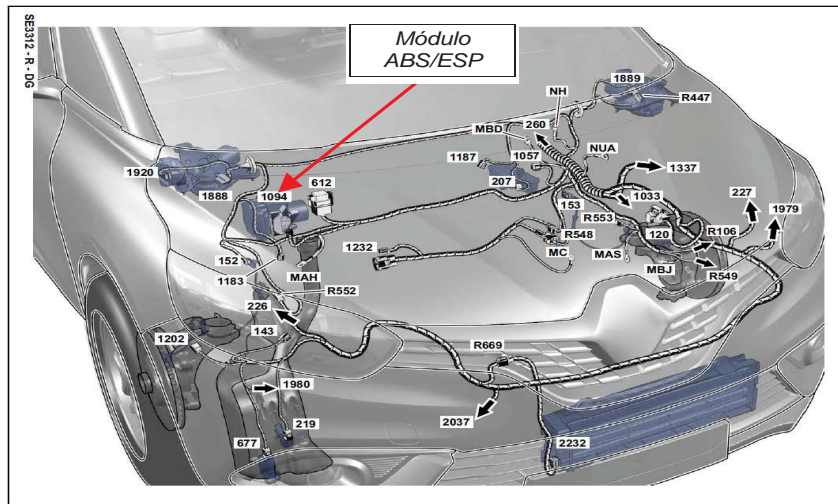 SE3312 - R - DG
Módulo
ABS/ESP
1889
NH
R447
MBD
260
NUA
1187
1057
1337
1920
1888
1094
612
207
1033
227
153
1979
R553
R548
120
R106
1232
152
MC
MAS
1183
MAH
MBJ
R549
R552
226
143
1202
R669
1980
219
2037
677
2232